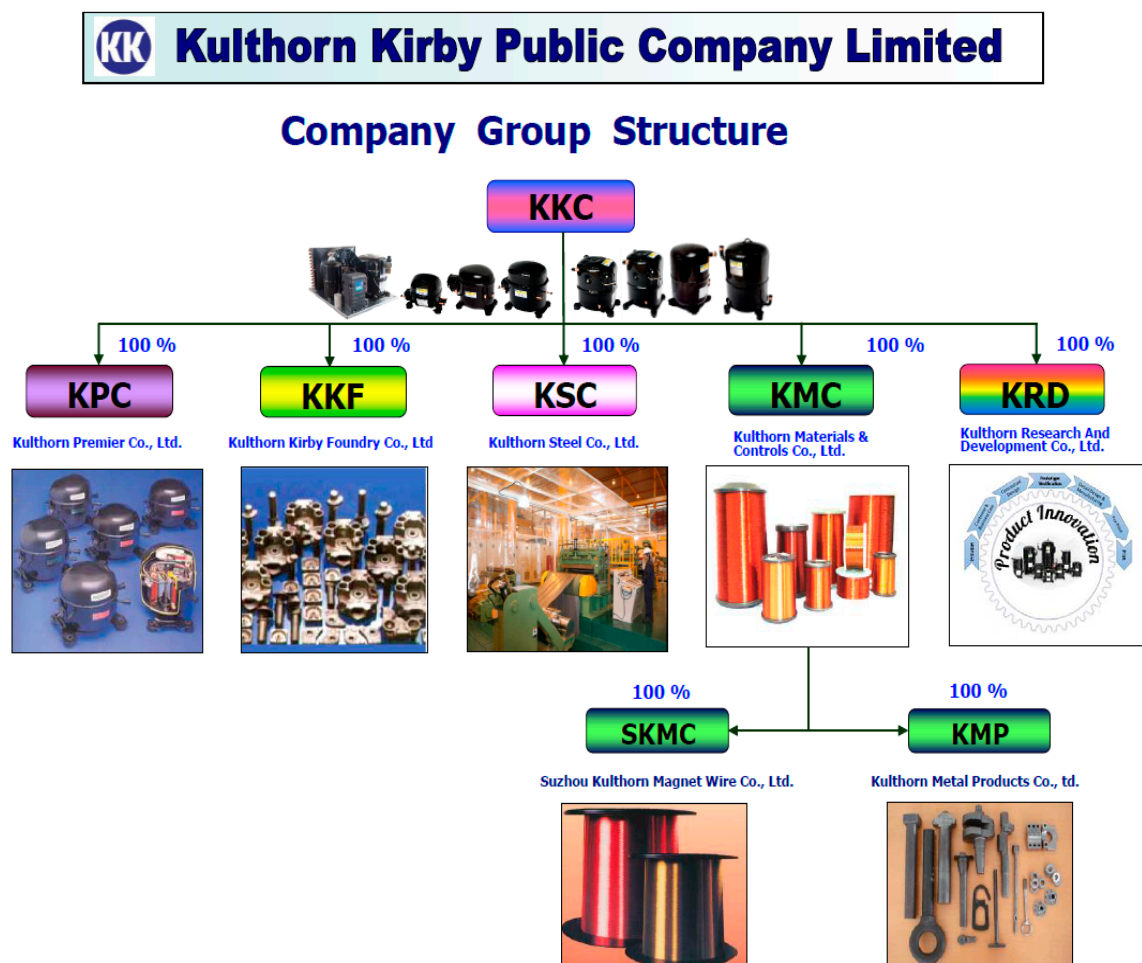 KK Kulthorn Kirby Public Company Limited
Company Group Structure
KKC
100 %
100 %
100 %
100 %
100 %
KPC
KKF
KSC
KMC
KRD
Kulthorn Premier Co., Ltd.
Kulthorn Kirby Foundry Co., Ltd
Kulthorn Steel Co., Ltd.
Kulthorn Materials &
Controls Co., Ltd.
Kulthorn Research And
Development Co., Ltd.
Prototype
Verification
Product Innovation
100 %
100 %
SKMC
KMP
Suzhou Kulthorn Magnet Wire Co., Ltd.
Kulthorn Metal Products Co., td.